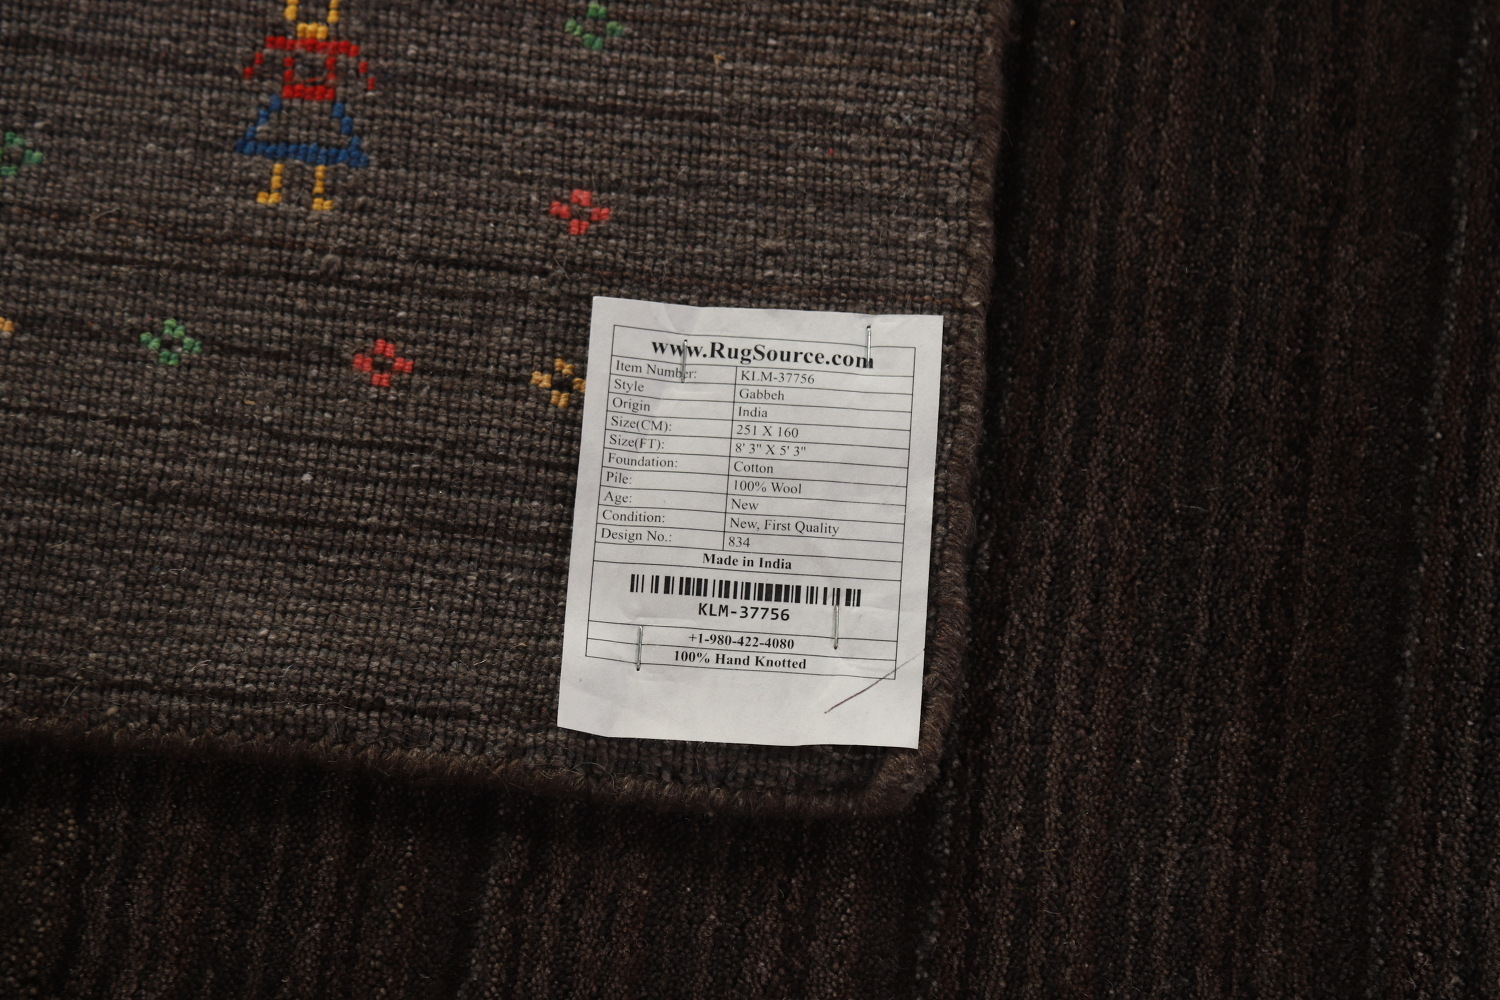 www.RugSource.com
Item Number: KLM-37756
Style Gabbeh
Origin India
Size(CM): 251 X 160
Size(FT): 8' 3" X 5' 3"
Foundation: Cotton
Pile: 100% Wool
Age: New
Condition: New, First Quality
Design No.: 834
Made in India
KLM-37756
+1-980-422-4080
100% Hand Knotted